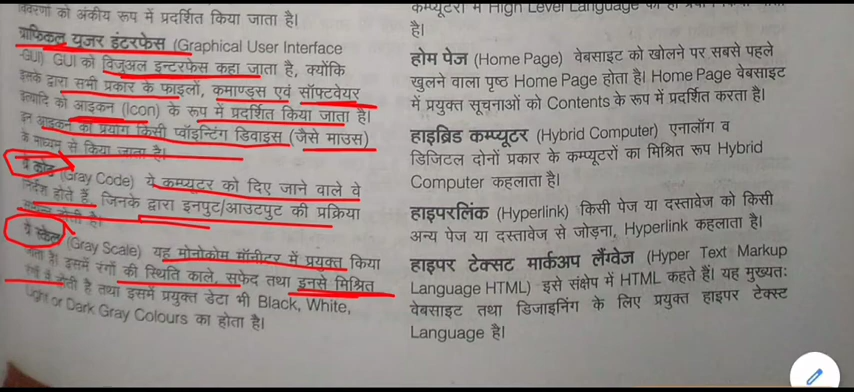 विवरणों को अंकीय रूप में प्रदर्शित किया जाता है।
ग्राफिकल यूजर इंटरफेस (Graphical User Interface
-GUI) GUI को विजुअल इन्टरफेस कहा जाता है, क्योंकि
इसके द्वारा सभी प्रकार के फाइलों, कमाण्ड्स एवं सॉफ्टवेयर
इत्यादि को आइकन (Icon) के रूप में प्रदर्शित किया जाता है।
इन आइकन का प्रयोग किसी प्वॉइन्टिंग डिवाइस (जैसे माउस)
के माध्यम से किया जाता है।
ग्रे कोड (Gray Code) ये कम्प्यूटर को दिए जाने वाले वे
निर्देश होते हैं, जिनके द्वारा इनपुट/आउटपुट की प्रक्रिया
होती है।
ग्रे स्केल (Gray Scale) यह मोनोक्रोम मॉनीटर में प्रयुक्त किया
जाता है। इसमें रंगों की स्थिति काले, सफेद तथा इनसे मिश्रित
रंगों में होती है तथा इसमें प्रयुक्त डेटा भी Black, White,
Light or Dark Gray Colours का होता है।
कम्प्यूटरों में High Level Language का ही
है।
होम पेज (Home Page) वेबसाइट को खोलने पर सबसे पहले
खुलने वाला पृष्ठ Home Page होता है। Home Page वेबसाइट
में प्रयुक्त सूचनाओं को Contents के रूप में प्रदर्शित करता है।
हाइब्रिड कम्प्यूटर (Hybrid Computer) एनालॉग व
डिजिटल दोनों प्रकार के कम्प्यूटरों का मिश्रित रूप Hybrid
Computer कहलाता है।
हाइपरलिंक (Hyperlink) किसी पेज या दस्तावेज को किसी
अन्य पेज या दस्तावेज से जोड़ना, Hyperlink कहलाता है।
हाइपर टेक्सट मार्कअप लैंग्वेज (Hyper Text Markup
Language HTML) इसे संक्षेप में HTML कहते हैं। यह मुख्यतः
वेबसाइट तथा डिजाइनिंग के लिए प्रयुक्त हाइपर टेक्स्ट
Language है।